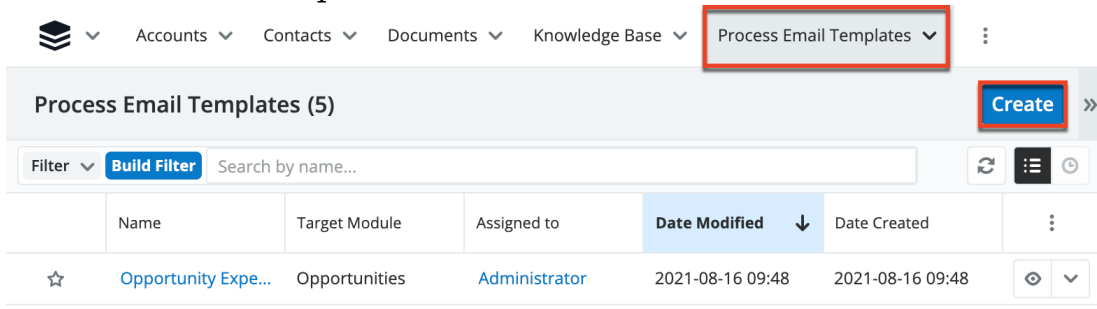 Accounts Contacts Documents Knowledge Base Process Email Templates
Process Email Templates (5) Create
Filter Build Filter Search by name...
Name Target Module Assigned to Date Modified Date Created
Opportunity Expe... Opportunities Administrator 2021-08-16 09:48 2021-08-16 09:48